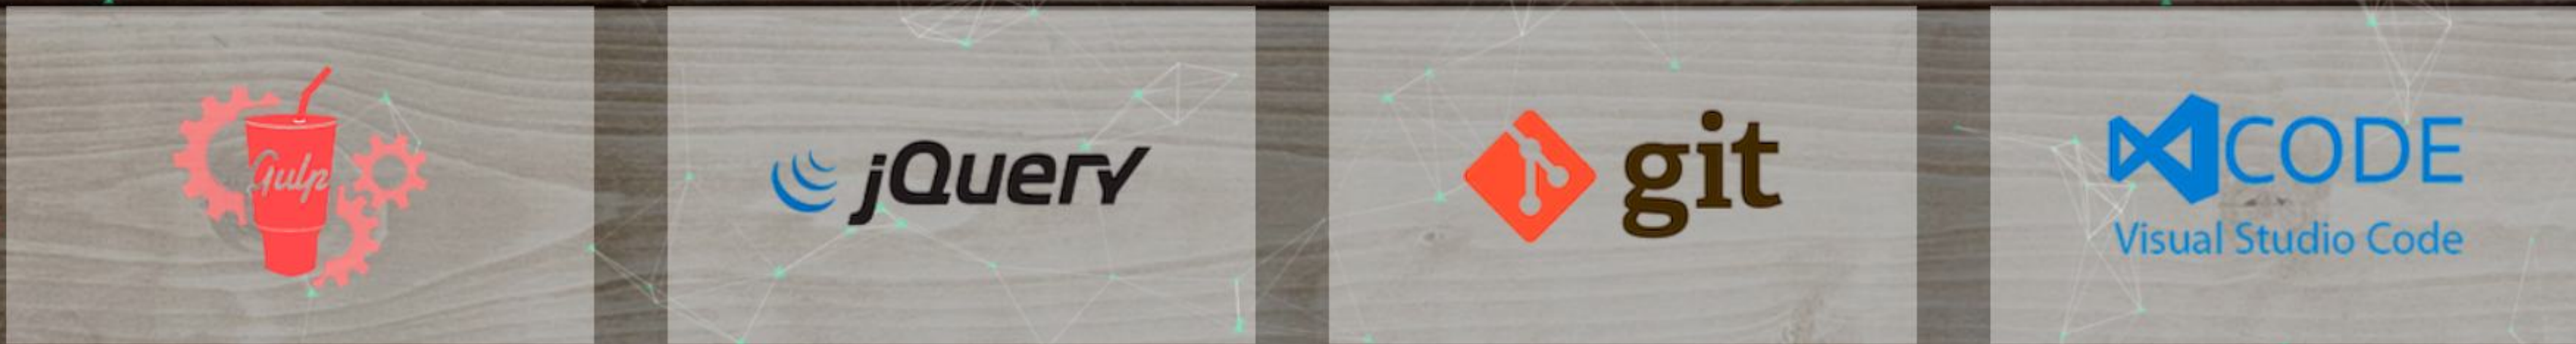 Gulp
jQuery
git
CODE
Visual Studio Code